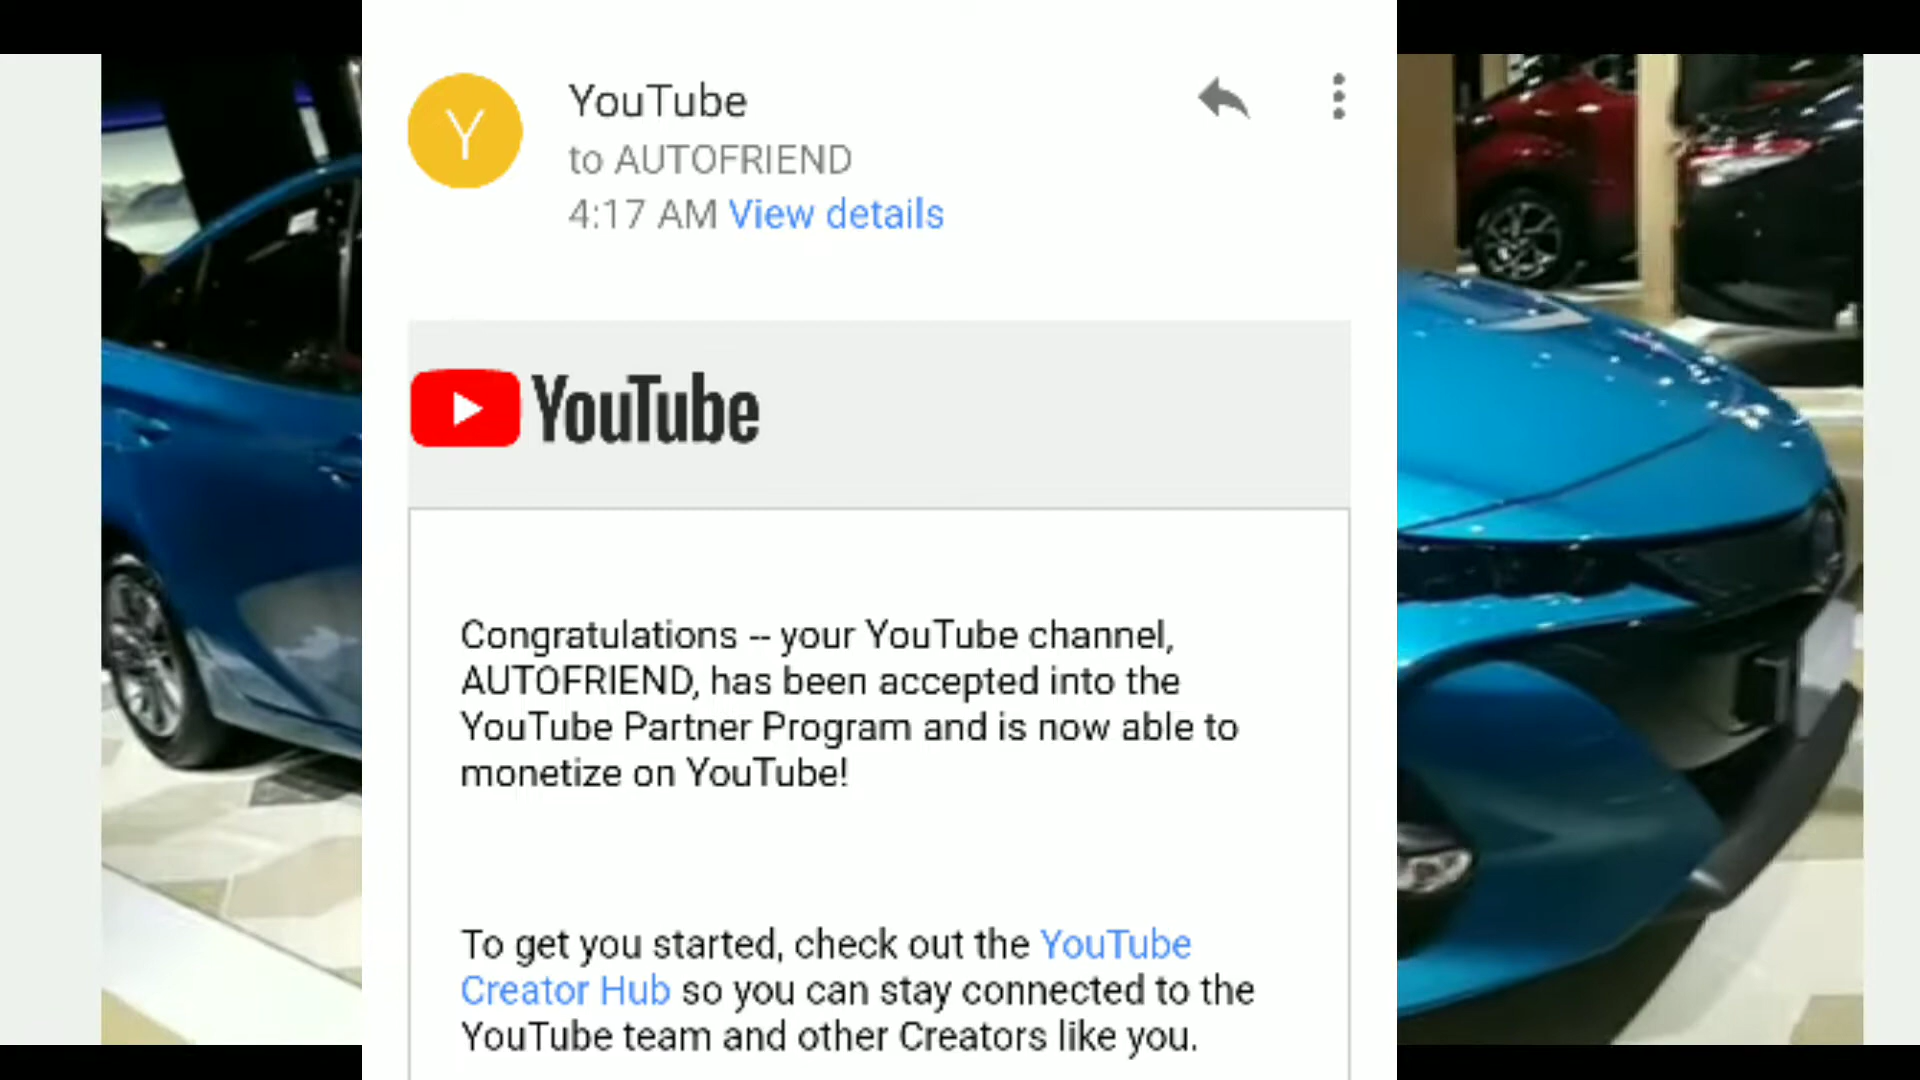 Y
YouTube
to AUTOFRIEND
4:17 AM View details
YouTube
Congratulations -- your YouTube channel,
AUTOFRIEND, has been accepted into the
YouTube Partner Program and is now able to
monetize on YouTube!
To get you started, check out the YouTube
Creator Hub so you can stay connected to the
YouTube team and other Creators like you.